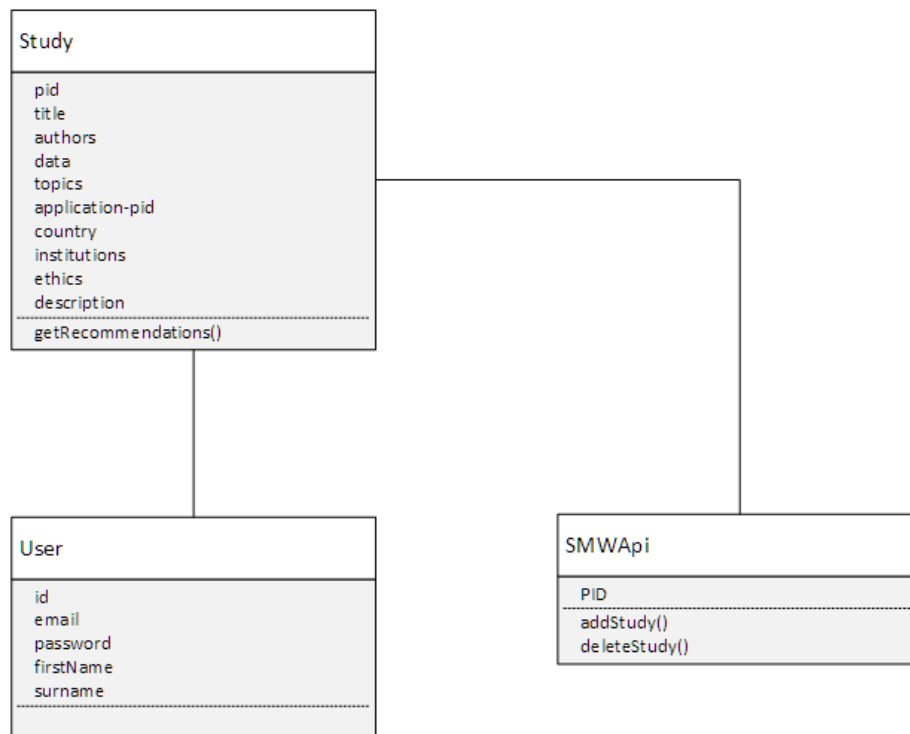 Study
pid
title
authors
data
topics
application-pid
country
institutions
ethics
description
getRecommendations()
User
id
email
password
firstName
surname
SMWApi
PID
addStudy()
deleteStudy()